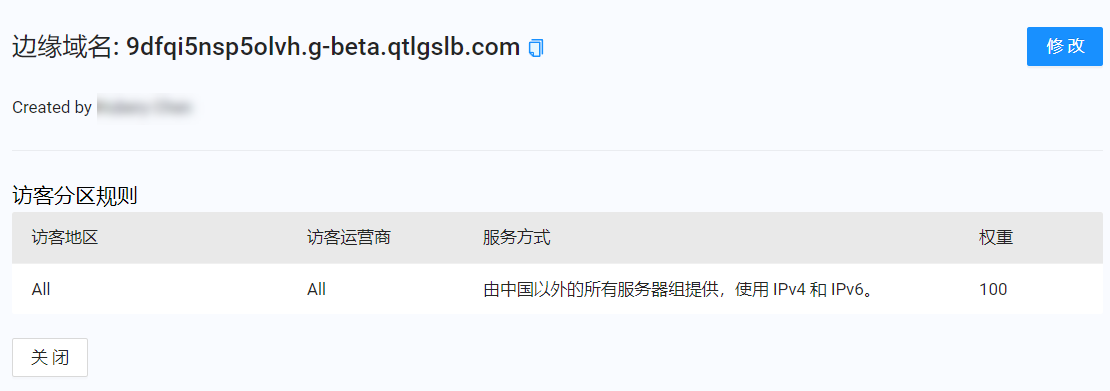 边缘域名: 9dfqi5nsp5olvh.g-beta.qtlgslb.com
修 改
Created by
访客分区规则
访客地区 访客运营商 服务方式 权重
All All 由中国以外的所有服务器组提供，使用 IPv4 和 IPv6。 100
关 闭